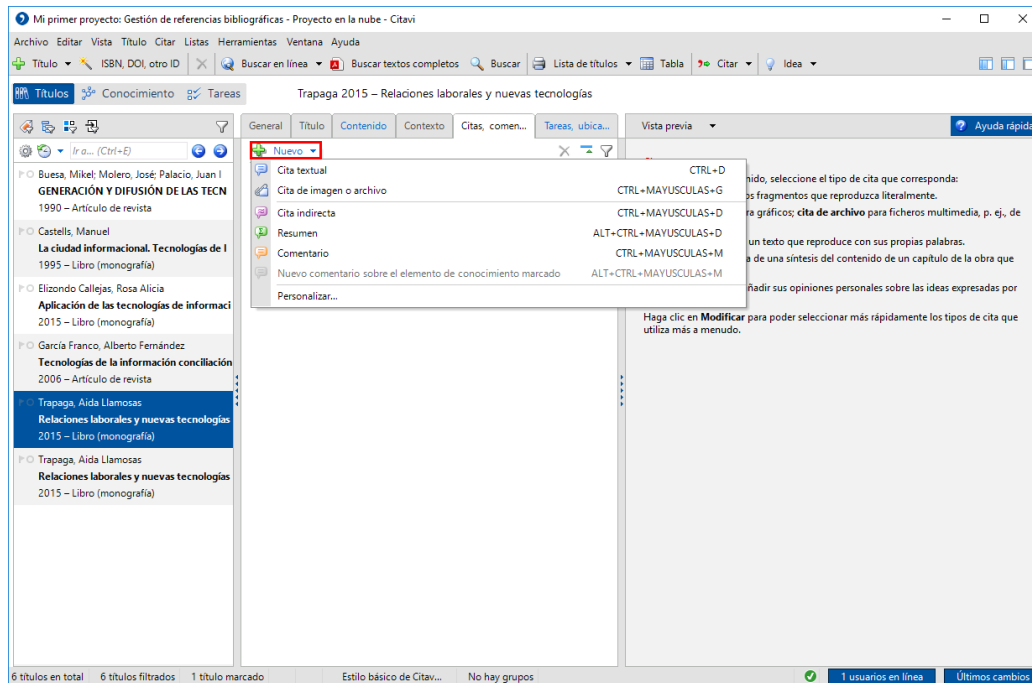 Mi primer proyecto: Gestión de referencias bibliográficas - Proyecto en la nube - Citavi
Archivo Editar Vista Título Citar Listas Herramientas Ventana Ayuda
Título ISBN, DOI, otro ID Buscar en línea Buscar textos completos Buscar Lista de títulos Tabla Citar Idea
Títulos Conocimiento Tareas Trapaga 2015 – Relaciones laborales y nuevas tecnologías
Ir a... (Ctrl+E)
Buesa, Mikel; Molero, José; Palacio, Juan I
GENERACIÓN Y DIFUSIÓN DE LAS TECN
1990 – Artículo de revista
Castells, Manuel
La ciudad informacional. Tecnologías de l
1995 – Libro (monografía)
Elizondo Callejas, Rosa Alicia
Aplicación de las tecnologías de informaci
2015 – Libro (monografía)
García Franco, Alberto Fernández
Tecnologías de la información conciliación
2006 – Artículo de revista
Trapaga, Aida Llamosas
Relaciones laborales y nuevas tecnologías
2015 – Libro (monografía)
Trapaga, Aida Llamosas
Relaciones laborales y nuevas tecnologías
2015 – Libro (monografía)
General Título Contenido Contexto Citas, comen... Tareas, ubica...
Nuevo
Cita textual CTRL+D
Cita de imagen o archivo CTRL+MAYUSCULAS+G
Cita indirecta CTRL+MAYUSCULAS+D
Resumen ALT+CTRL+MAYUSCULAS+D
Comentario CTRL+MAYUSCULAS+M
Nuevo comentario sobre el elemento de conocimiento marcado ALT+CTRL+MAYUSCULAS+M
Personalizar...
Vista previa Ayuda rápida
nido, seleccione el tipo de cita que corresponda:
os fragmentos que reproduzca literalmente.
ra gráficos; cita de archivo para ficheros multimedia, p. ej., de
un texto que reproduce con sus propias palabras.
a de una síntesis del contenido de un capítulo de la obra que
ñadir sus opiniones personales sobre las ideas expresadas por
Haga clic en Modificar para poder seleccionar más rápidamente los tipos de cita que
utiliza más a menudo.
6 títulos en total 6 títulos filtrados 1 título marcado Estilo básico de Citav... No hay grupos 1 usuarios en línea Últimos cambios